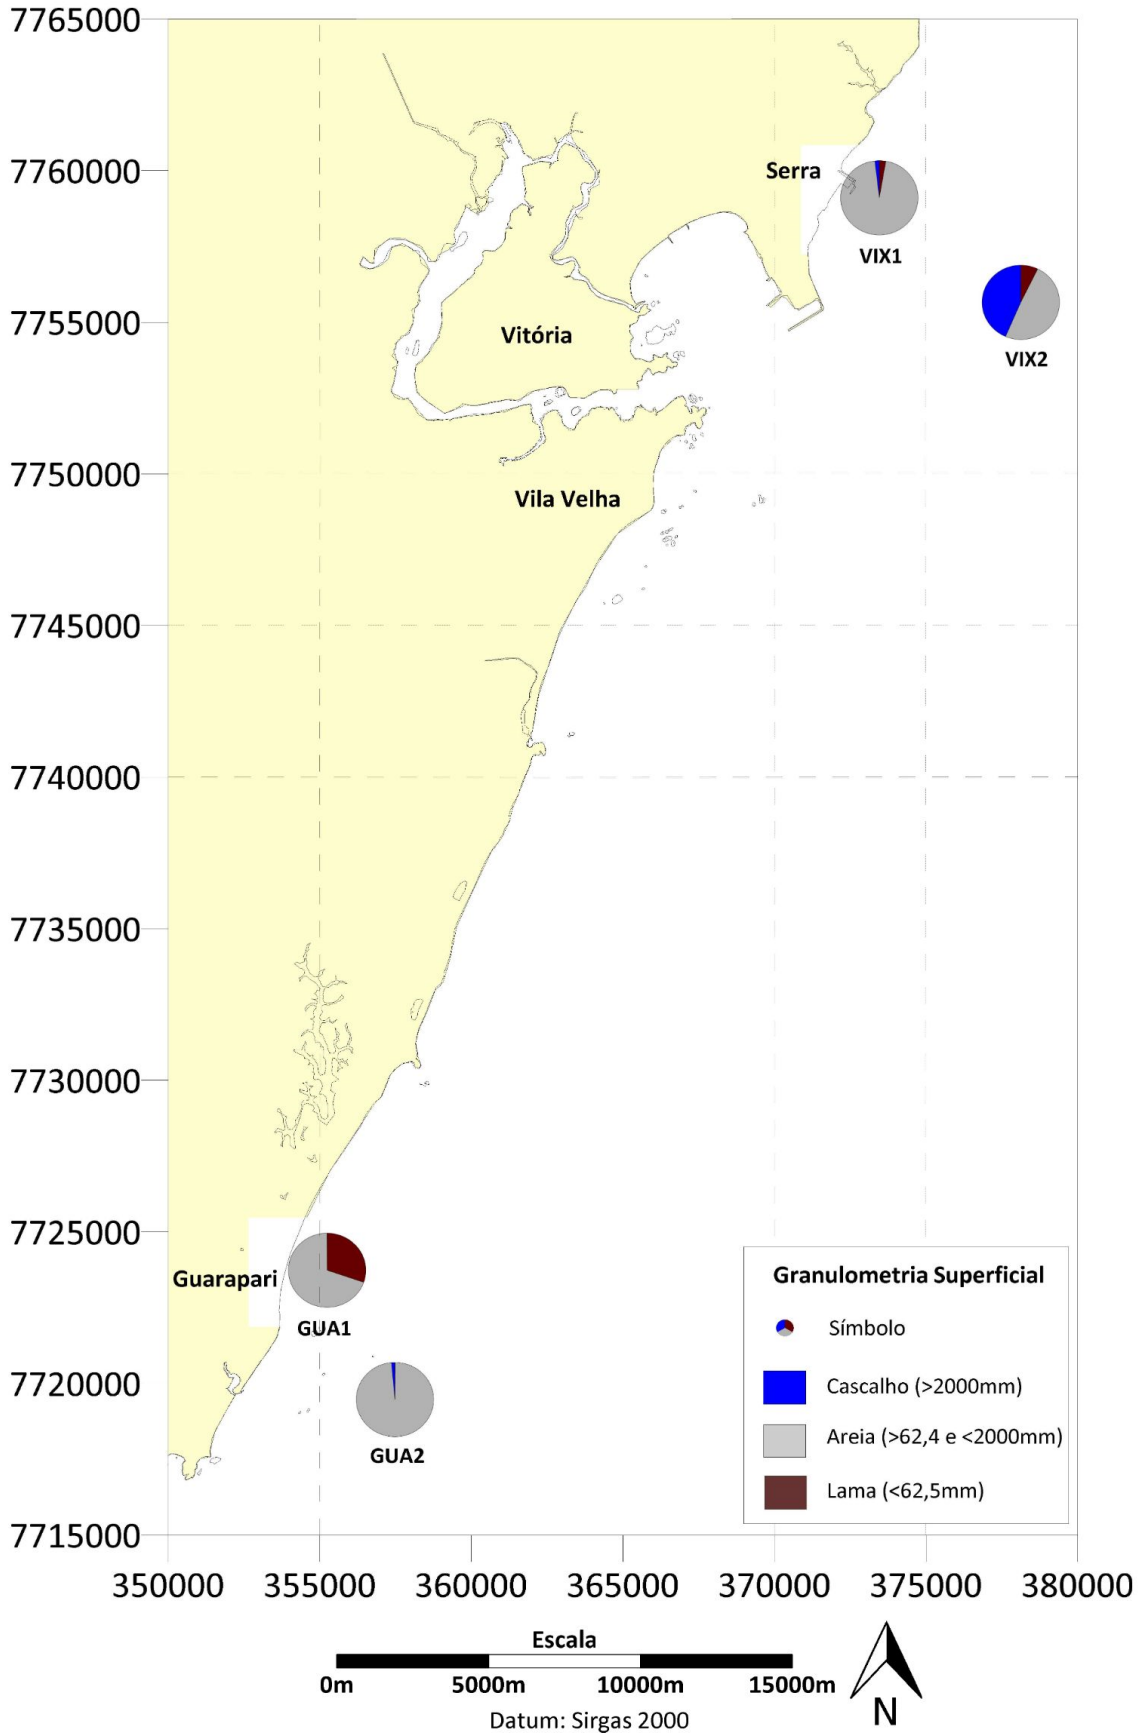 7765000
7760000
7755000
7750000
7745000
7740000
7735000
7730000
7725000
7720000
7715000
Serra
VIX1
VIX2
Vitória
Vila Velha
Guarapari
GUA1
GUA2
Granulometria Superficial
Símbolo
Cascalho (>2000mm)
Areia (>62,4 e <2000mm)
Lama (<62,5mm)
350000 355000 360000 365000 370000 375000 380000
Escala
0m 5000m 10000m 15000m
Datum: Sirgas 2000
N